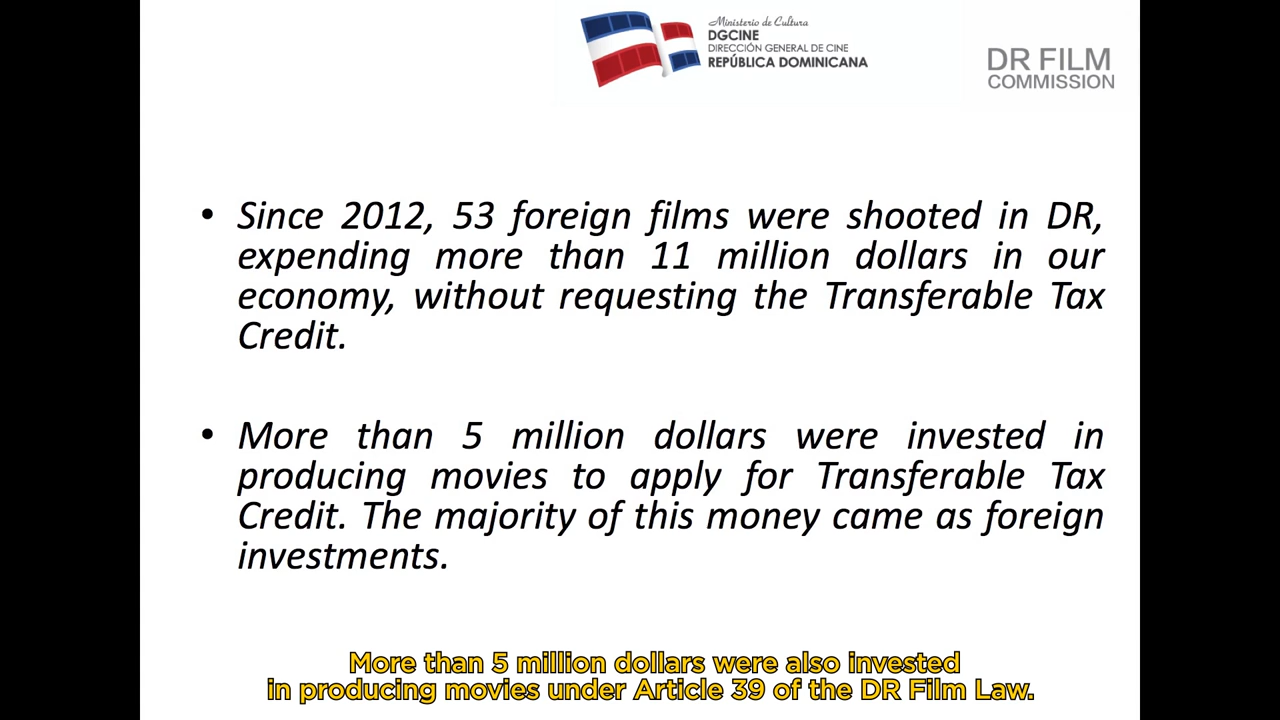 Ministerio de Cultura
DGCINE
DIRECCIÓN GENERAL DE CINE
REPÚBLICA DOMINICANA
DR FILM
COMMISSION
• Since 2012, 53 foreign films were shooted in DR,
expending more than 11 million dollars in our
economy, without requesting the Transferable Tax
Credit.
• More than 5 million dollars were invested in
producing movies to apply for Transferable Tax
Credit. The majority of this money came as foreign
investments.
More than 5 million dollars were also invested
in producing movies under Article 39 of the DR Film Law.